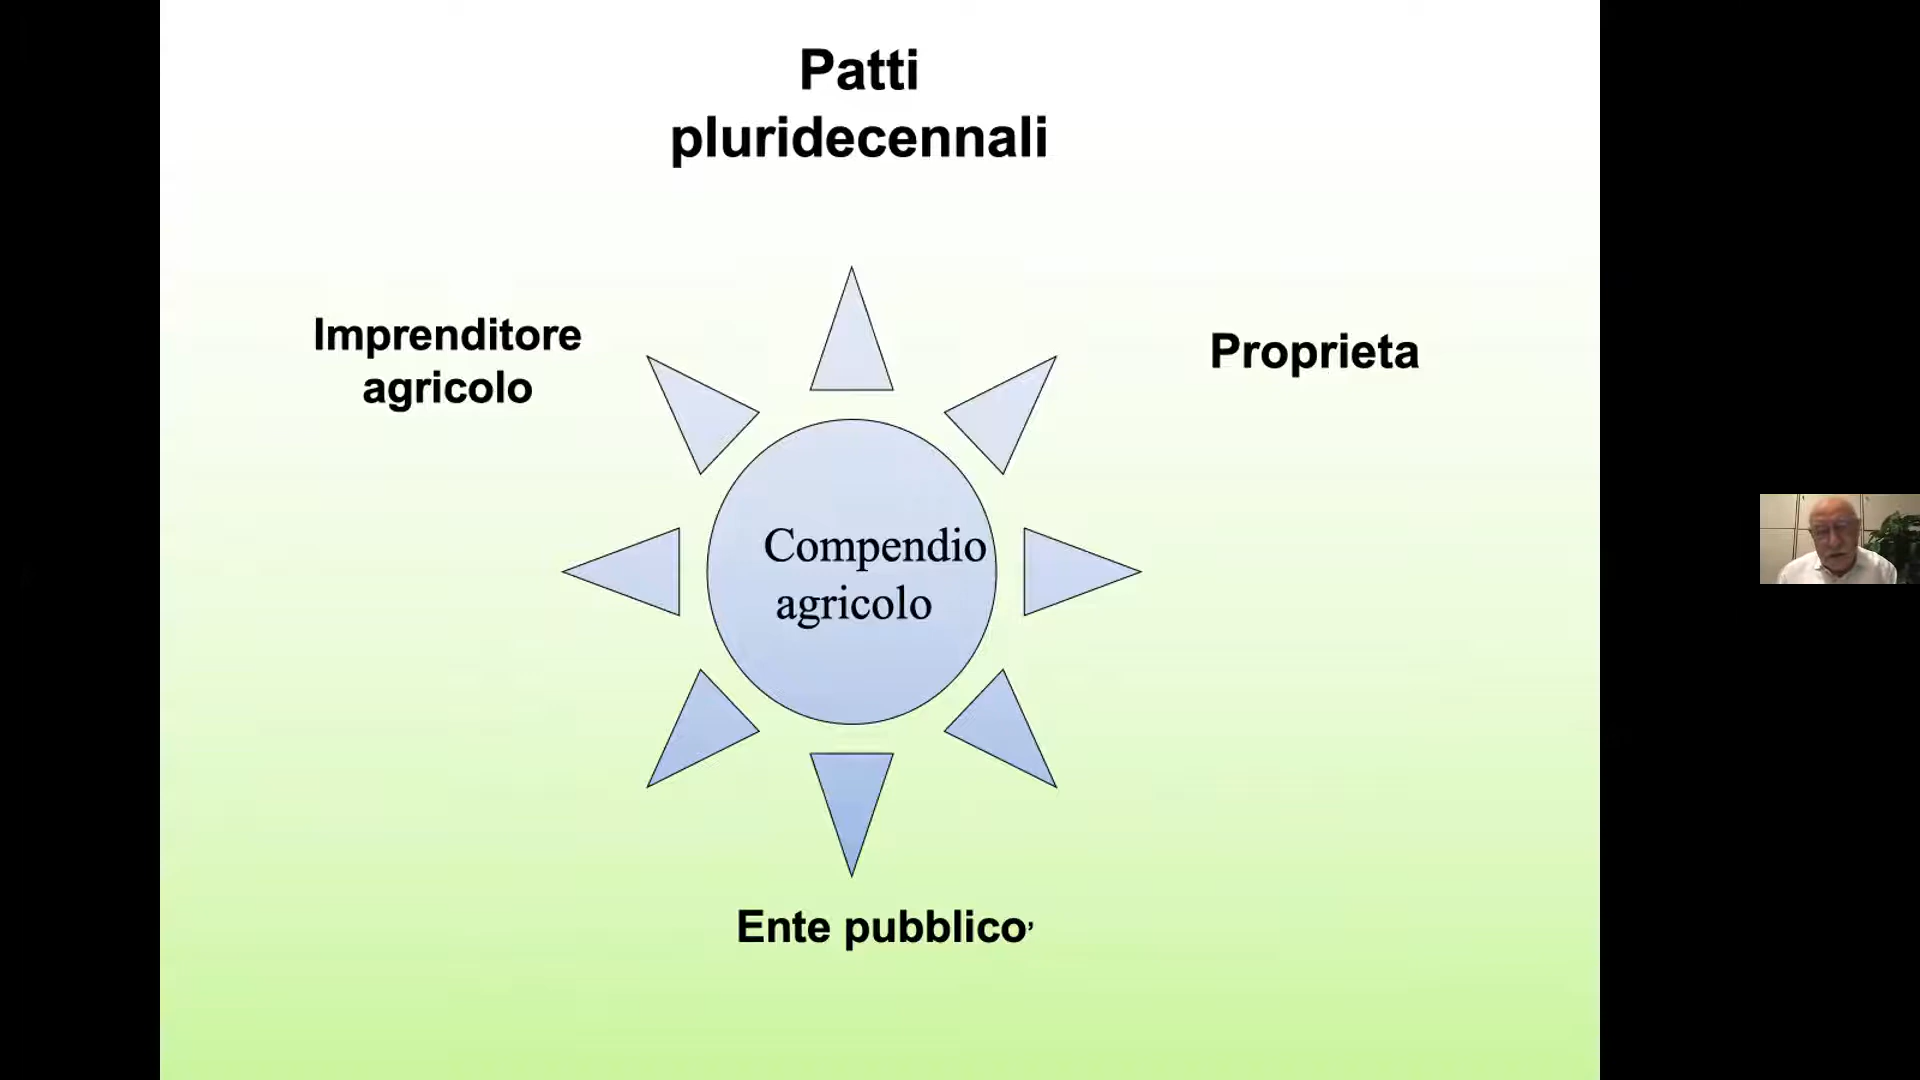 Patti
pluridecennali
Imprenditore
agricolo
Proprieta
Compendio
agricolo
Ente pubblico,